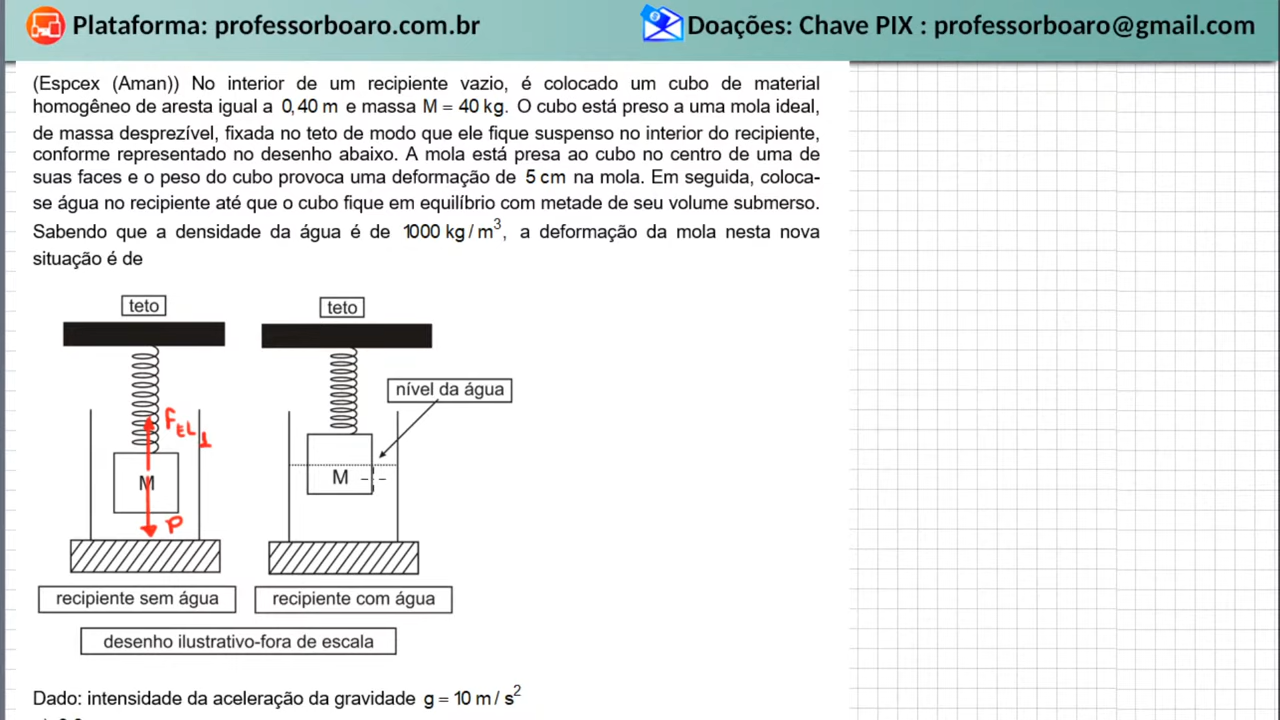 Plataforma: professorboaro.com.br
Doações: Chave PIX : professorboaro@gmail.com
(Espcex (Aman)) No interior de um recipiente vazio, é colocado um cubo de material
homogêneo de aresta igual a 0,40 m e massa M = 40 kg. O cubo está preso a uma mola ideal,
de massa desprezível, fixada no teto de modo que ele fique suspenso no interior do recipiente,
conforme representado no desenho abaixo. A mola está presa ao cubo no centro de uma de
suas faces e o peso do cubo provoca uma deformação de 5 cm na mola. Em seguida, coloca-
se água no recipiente até que o cubo fique em equilíbrio com metade de seu volume submerso.
Sabendo que a densidade da água é de 1000 kg / m³, a deformação da mola nesta nova
situação é de
teto
teto
nível da água
FEL1
M
M
P
recipiente sem água
recipiente com água
desenho ilustrativo-fora de escala
Dado: intensidade da aceleração da gravidade g = 10 m / s²